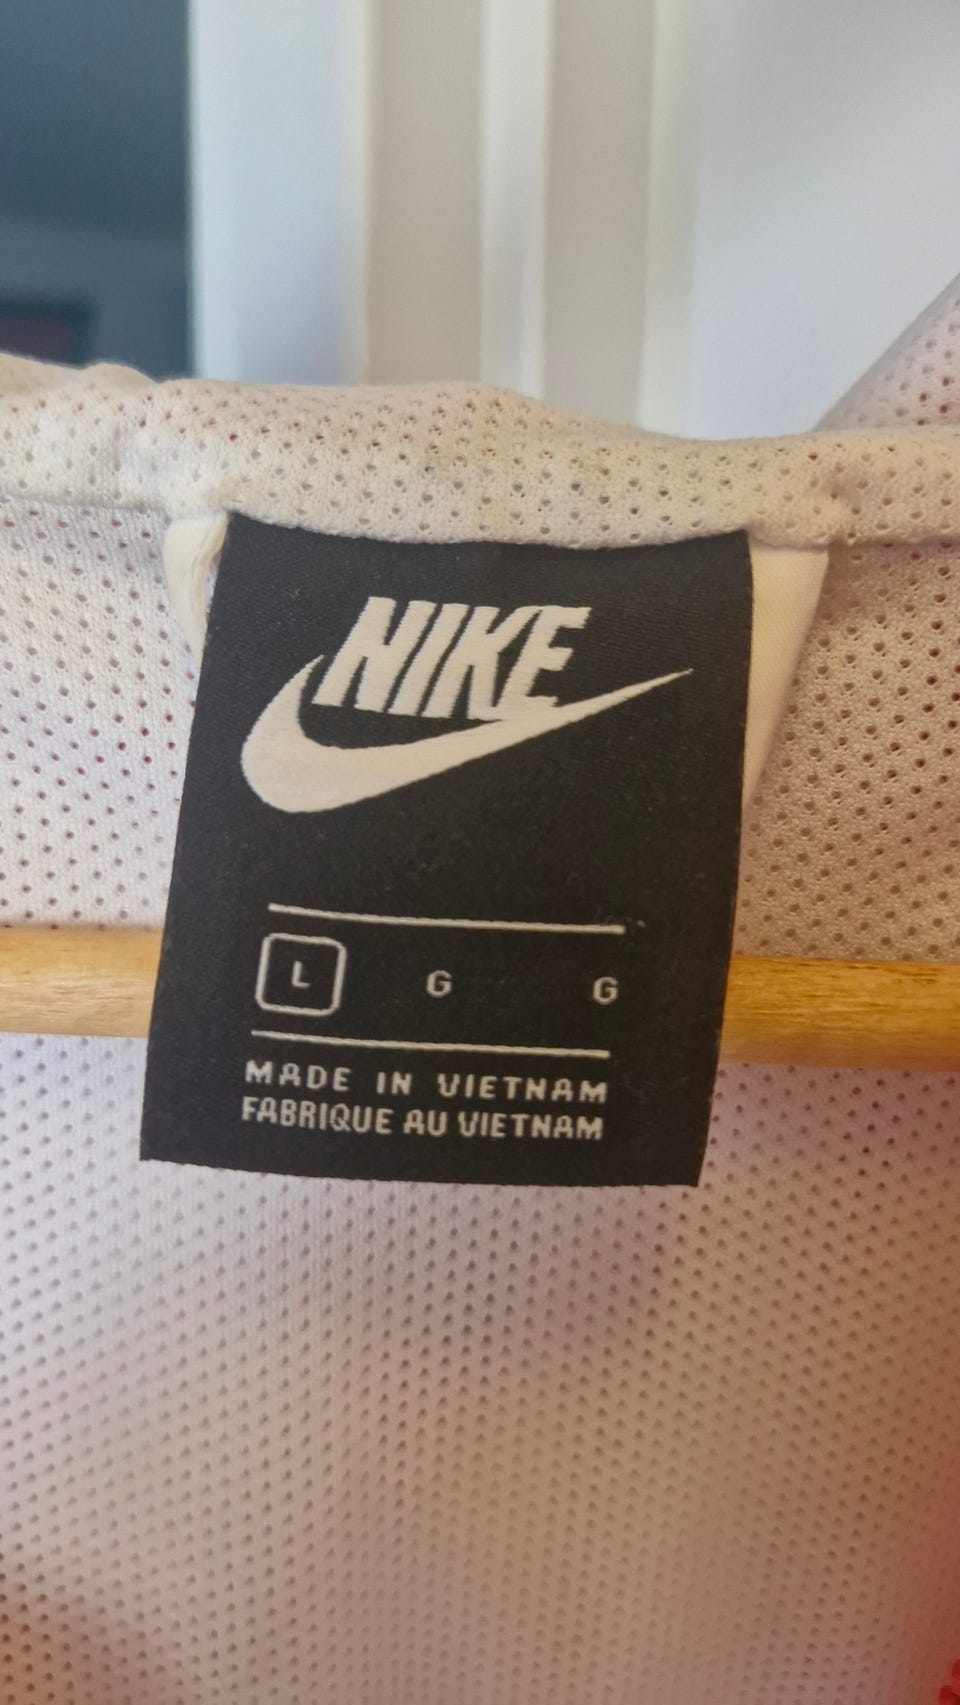 NIKE
L G G
MADE IN VIETNAM
FABRIQUE AU VIETNAM